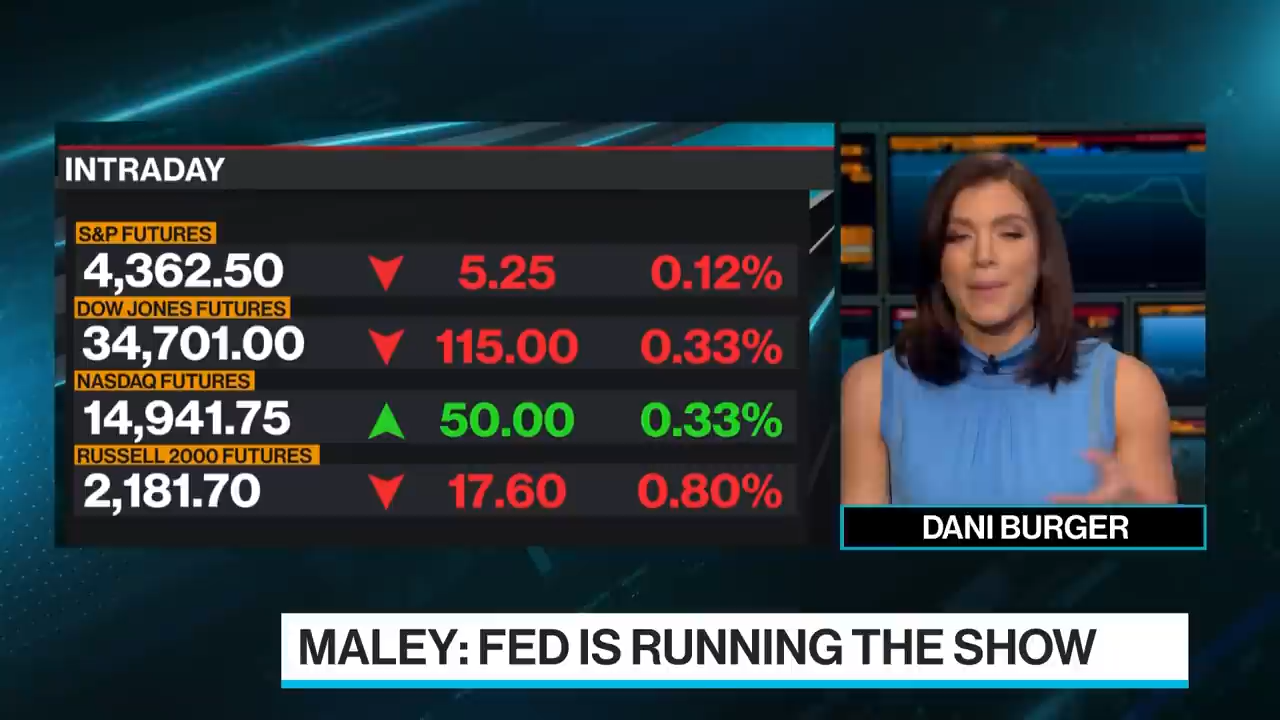 INTRADAY
S&P FUTURES
4,362.50 ▼ 5.25 0.12%
DOW JONES FUTURES
34,701.00 ▼ 115.00 0.33%
NASDAQ FUTURES
14,941.75 ▲ 50.00 0.33%
RUSSELL 2000 FUTURES
2,181.70 ▼ 17.60 0.80%
DANI BURGER
MALEY: FED IS RUNNING THE SHOW